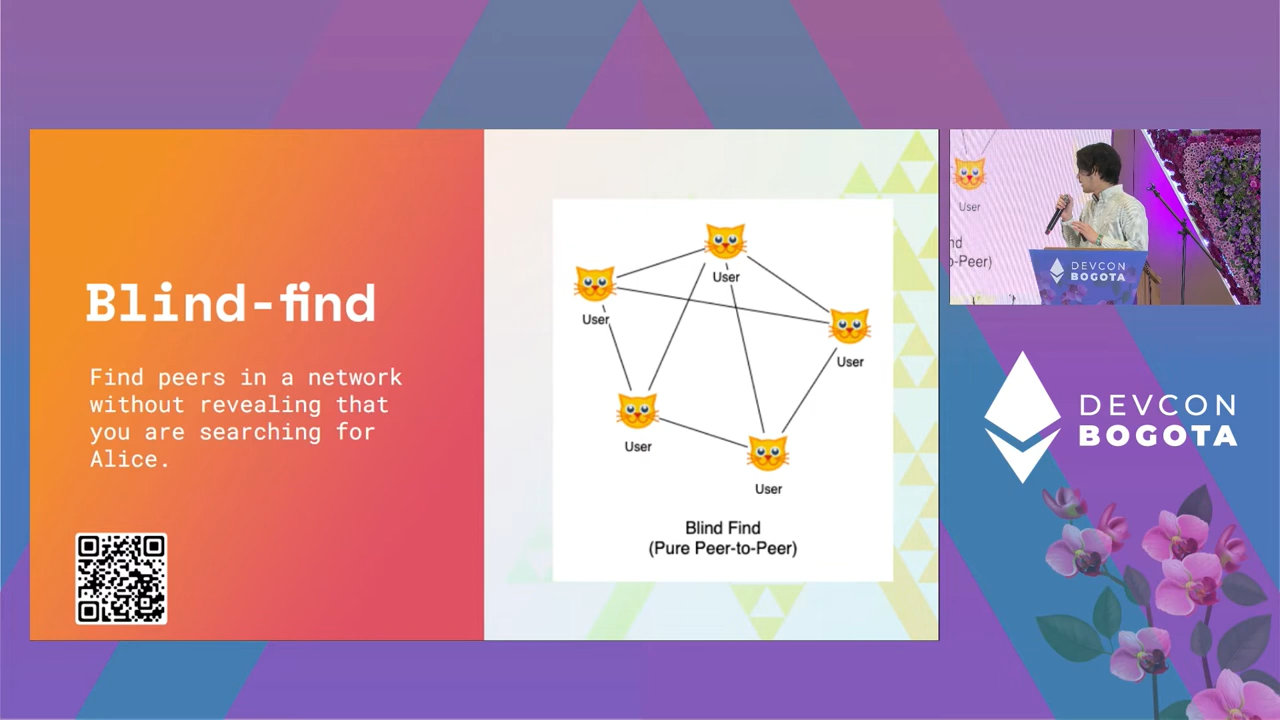 Blind-find
Find peers in a network
without revealing that
you are searching for
Alice.
User
User
User
User
User
Blind Find
(Pure Peer-to-Peer)
User
nd
o-Peer)
DEVCON
BOGOTA
DEVCON
BOGOTA